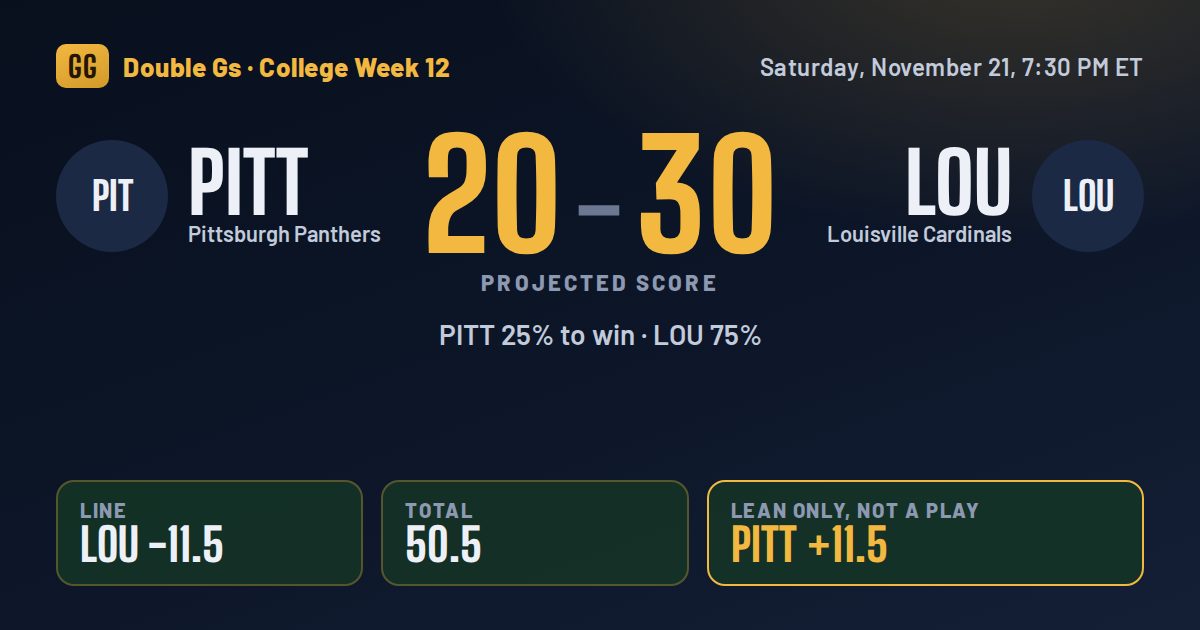 GG
Double Gs · College Week 12
Saturday, November 21, 7:30 PM ET
PIT
PITT
Pittsburgh Panthers
20 – 30
PROJECTED SCORE
PITT 25% to win · LOU 75%
LOU
Louisville Cardinals
LOU
LINE
LOU −11.5
TOTAL
50.5
LEAN ONLY, NOT A PLAY
PITT +11.5